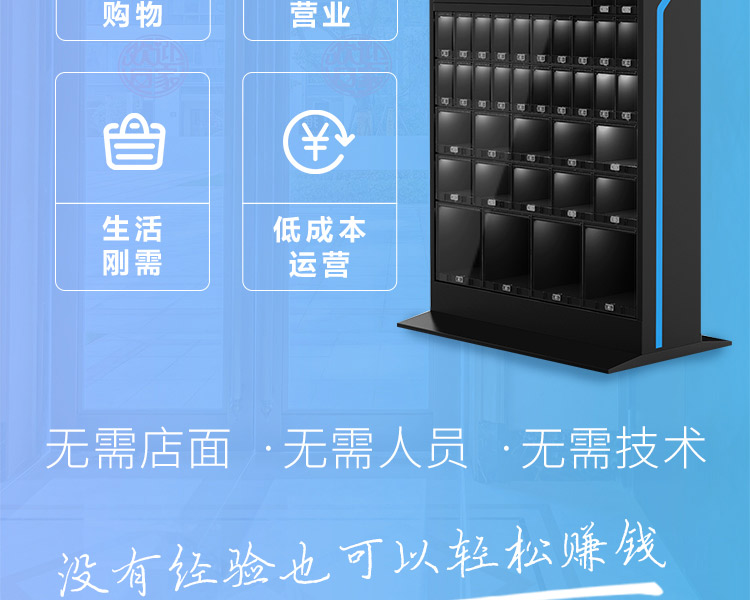 购物
营业
生活
刚需
低成本
运营
无需店面 ·无需人员 ·无需技术
没有经验也可以轻松赚钱